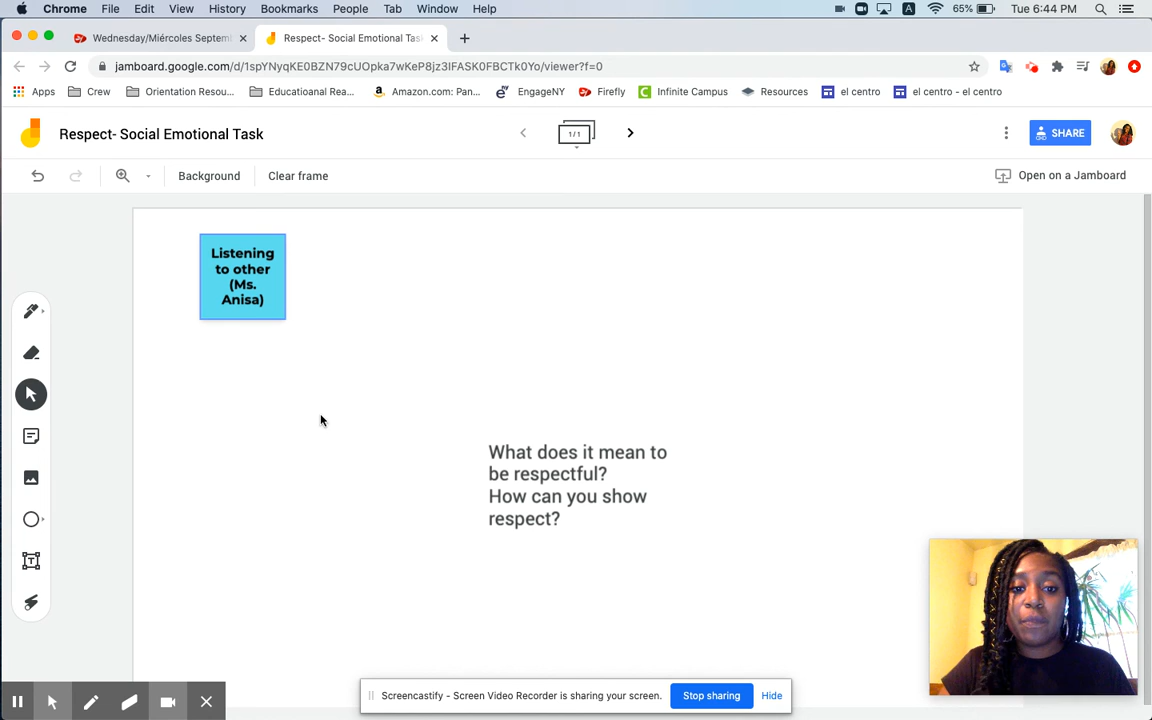 Chrome File Edit View History Bookmarks People Tab Window Help 65% Tue 6:44 PM
Wednesday/Miércoles Septem
Respect- Social Emotional Tas
jamboard.google.com/d/1spYNyqKE0BZN79cUOpka7wKeP8jz3IFASK0FBCTk0Yo/viewer?f=0
Apps Crew Orientation Resou... Educatioanal Rea... Amazon.com: Pan... EngageNY Firefly Infinite Campus Resources el centro el centro - el centro
Respect- Social Emotional Task
1/1
SHARE
Background Clear frame Open on a Jamboard
Listening
to other
(Ms.
Anisa)
What does it mean to
be respectful?
How can you show
respect?
Screencastify - Screen Video Recorder is sharing your screen. Stop sharing Hide